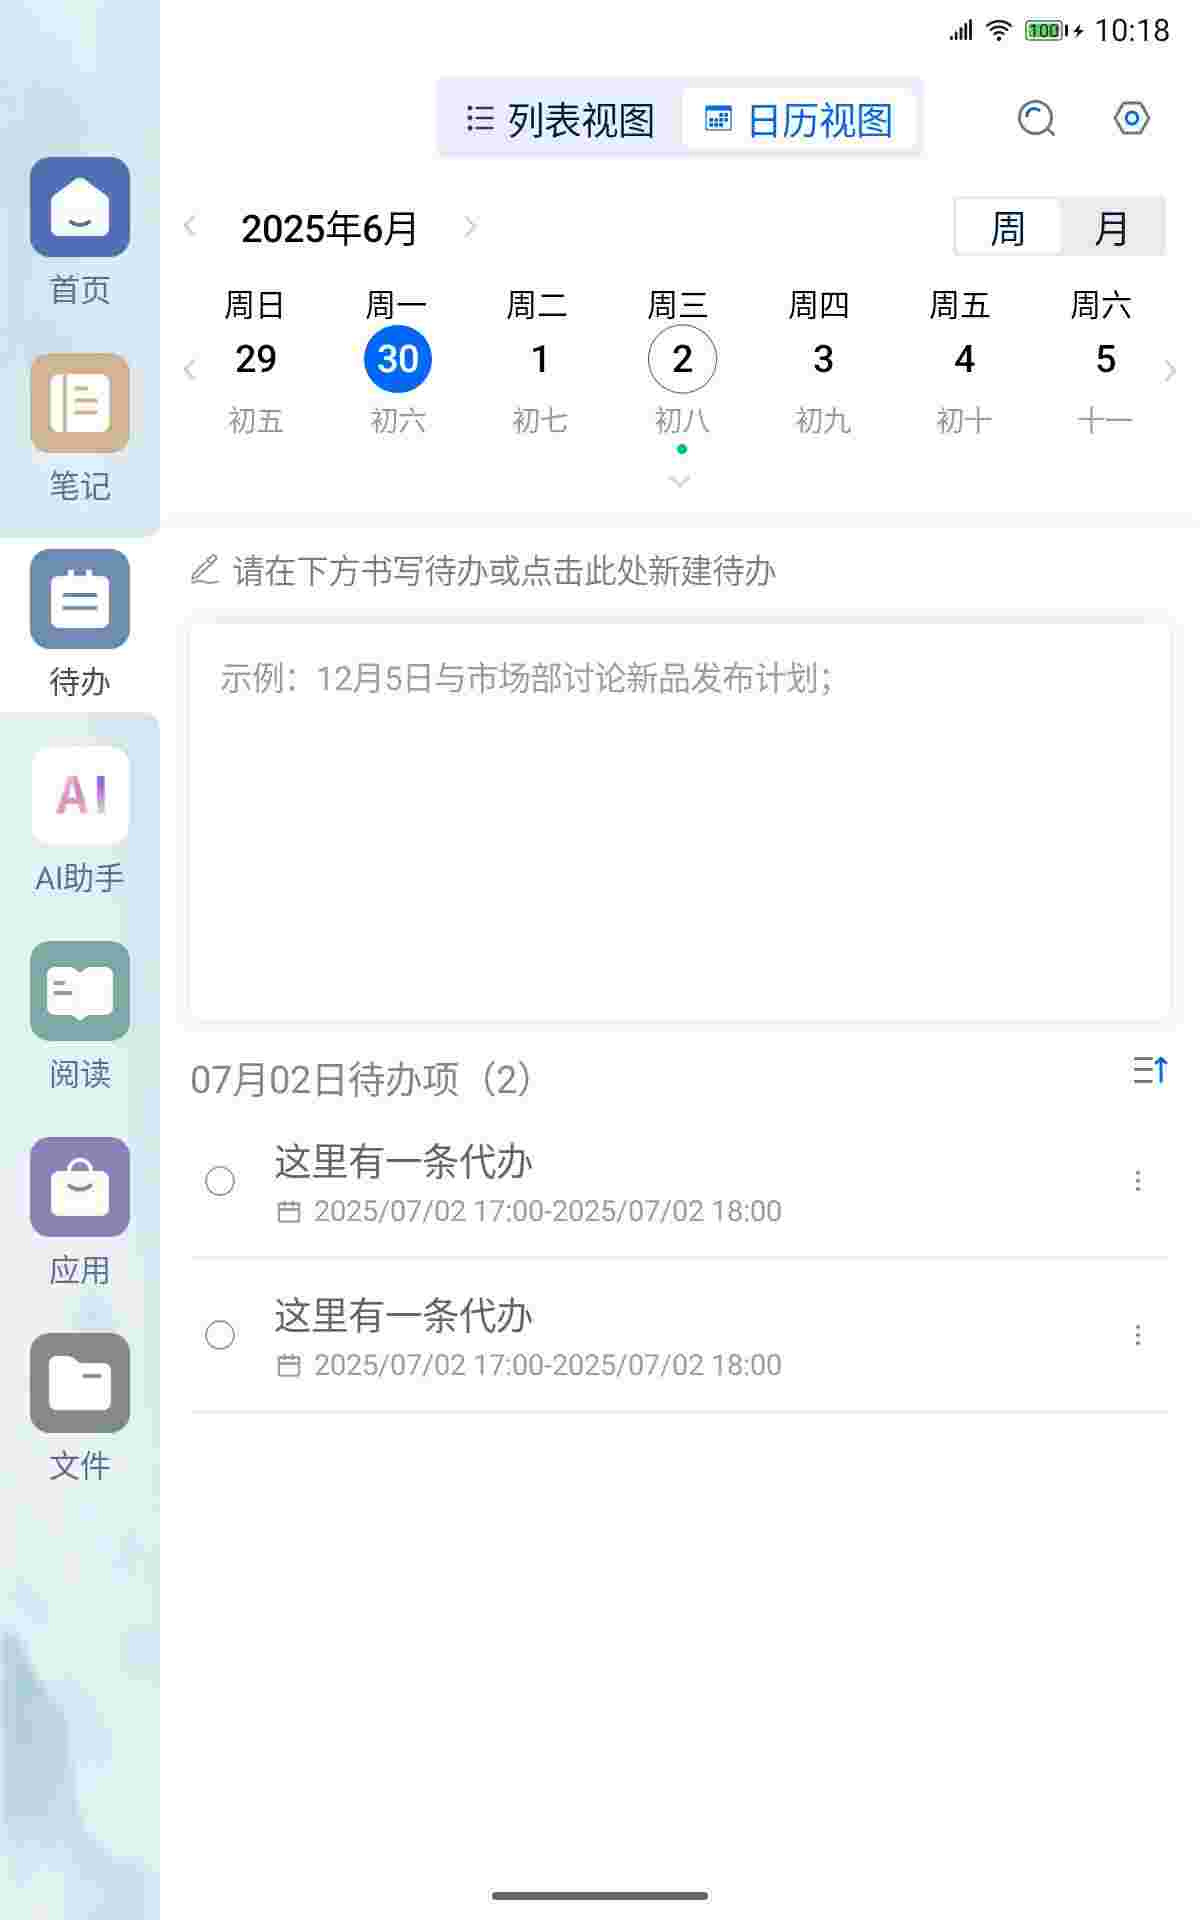 100 10:18
列表视图 日历视图
2025年6月 周 月
周日 周一 周二 周三 周四 周五 周六
29 30 1 2 3 4 5
初五 初六 初七 初八 初九 初十 十一
请在下方书写待办或点击此处新建待办
示例：12月5日与市场部讨论新品发布计划；
07月02日待办项（2）
这里有一条代办
2025/07/02 17:00-2025/07/02 18:00
这里有一条代办
2025/07/02 17:00-2025/07/02 18:00
首页
笔记
待办
AI
AI助手
阅读
应用
文件